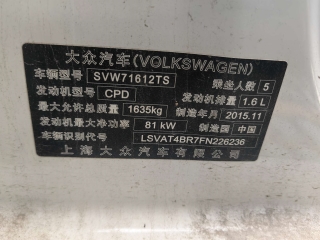 大众汽车(VOLKSWAGEN)
车辆型号 SVW71612TS 乘坐人数 5
发动机型号 CPD 发动机排量 1.6 L
最大允许总质量 1635kg 制造年月 2015.11
发动机最大净功率 81 kW 制造国 中国
车辆识别代号 LSVAT4BR7FN226236
上海大众汽车有限公司